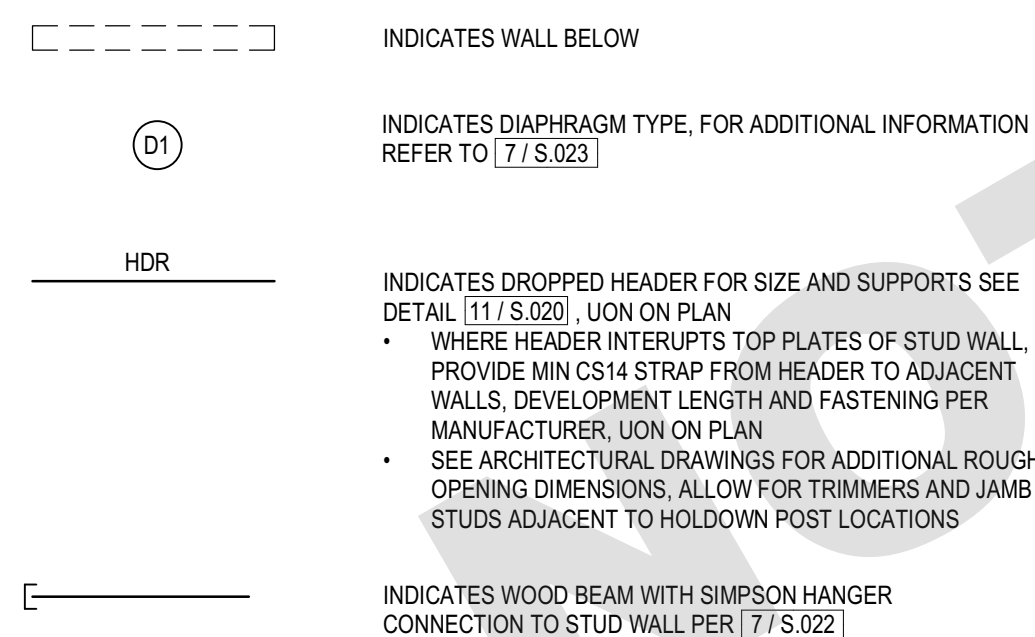 INDICATES WALL BELOW
D1
INDICATES DIAPHRAGM TYPE, FOR ADDITIONAL INFORMATION
REFER TO 7 / S.023
HDR
INDICATES DROPPED HEADER FOR SIZE AND SUPPORTS SEE
DETAIL 11 / S.020 , UON ON PLAN
• WHERE HEADER INTERUPTS TOP PLATES OF STUD WALL,
PROVIDE MIN CS14 STRAP FROM HEADER TO ADJACENT
WALLS, DEVELOPMENT LENGTH AND FASTENING PER
MANUFACTURER, UON ON PLAN
• SEE ARCHITECTURAL DRAWINGS FOR ADDITIONAL ROUGH
OPENING DIMENSIONS, ALLOW FOR TRIMMERS AND JAMB
STUDS ADJACENT TO HOLDOWN POST LOCATIONS
INDICATES WOOD BEAM WITH SIMPSON HANGER
CONNECTION TO STUD WALL PER 7 / S.022